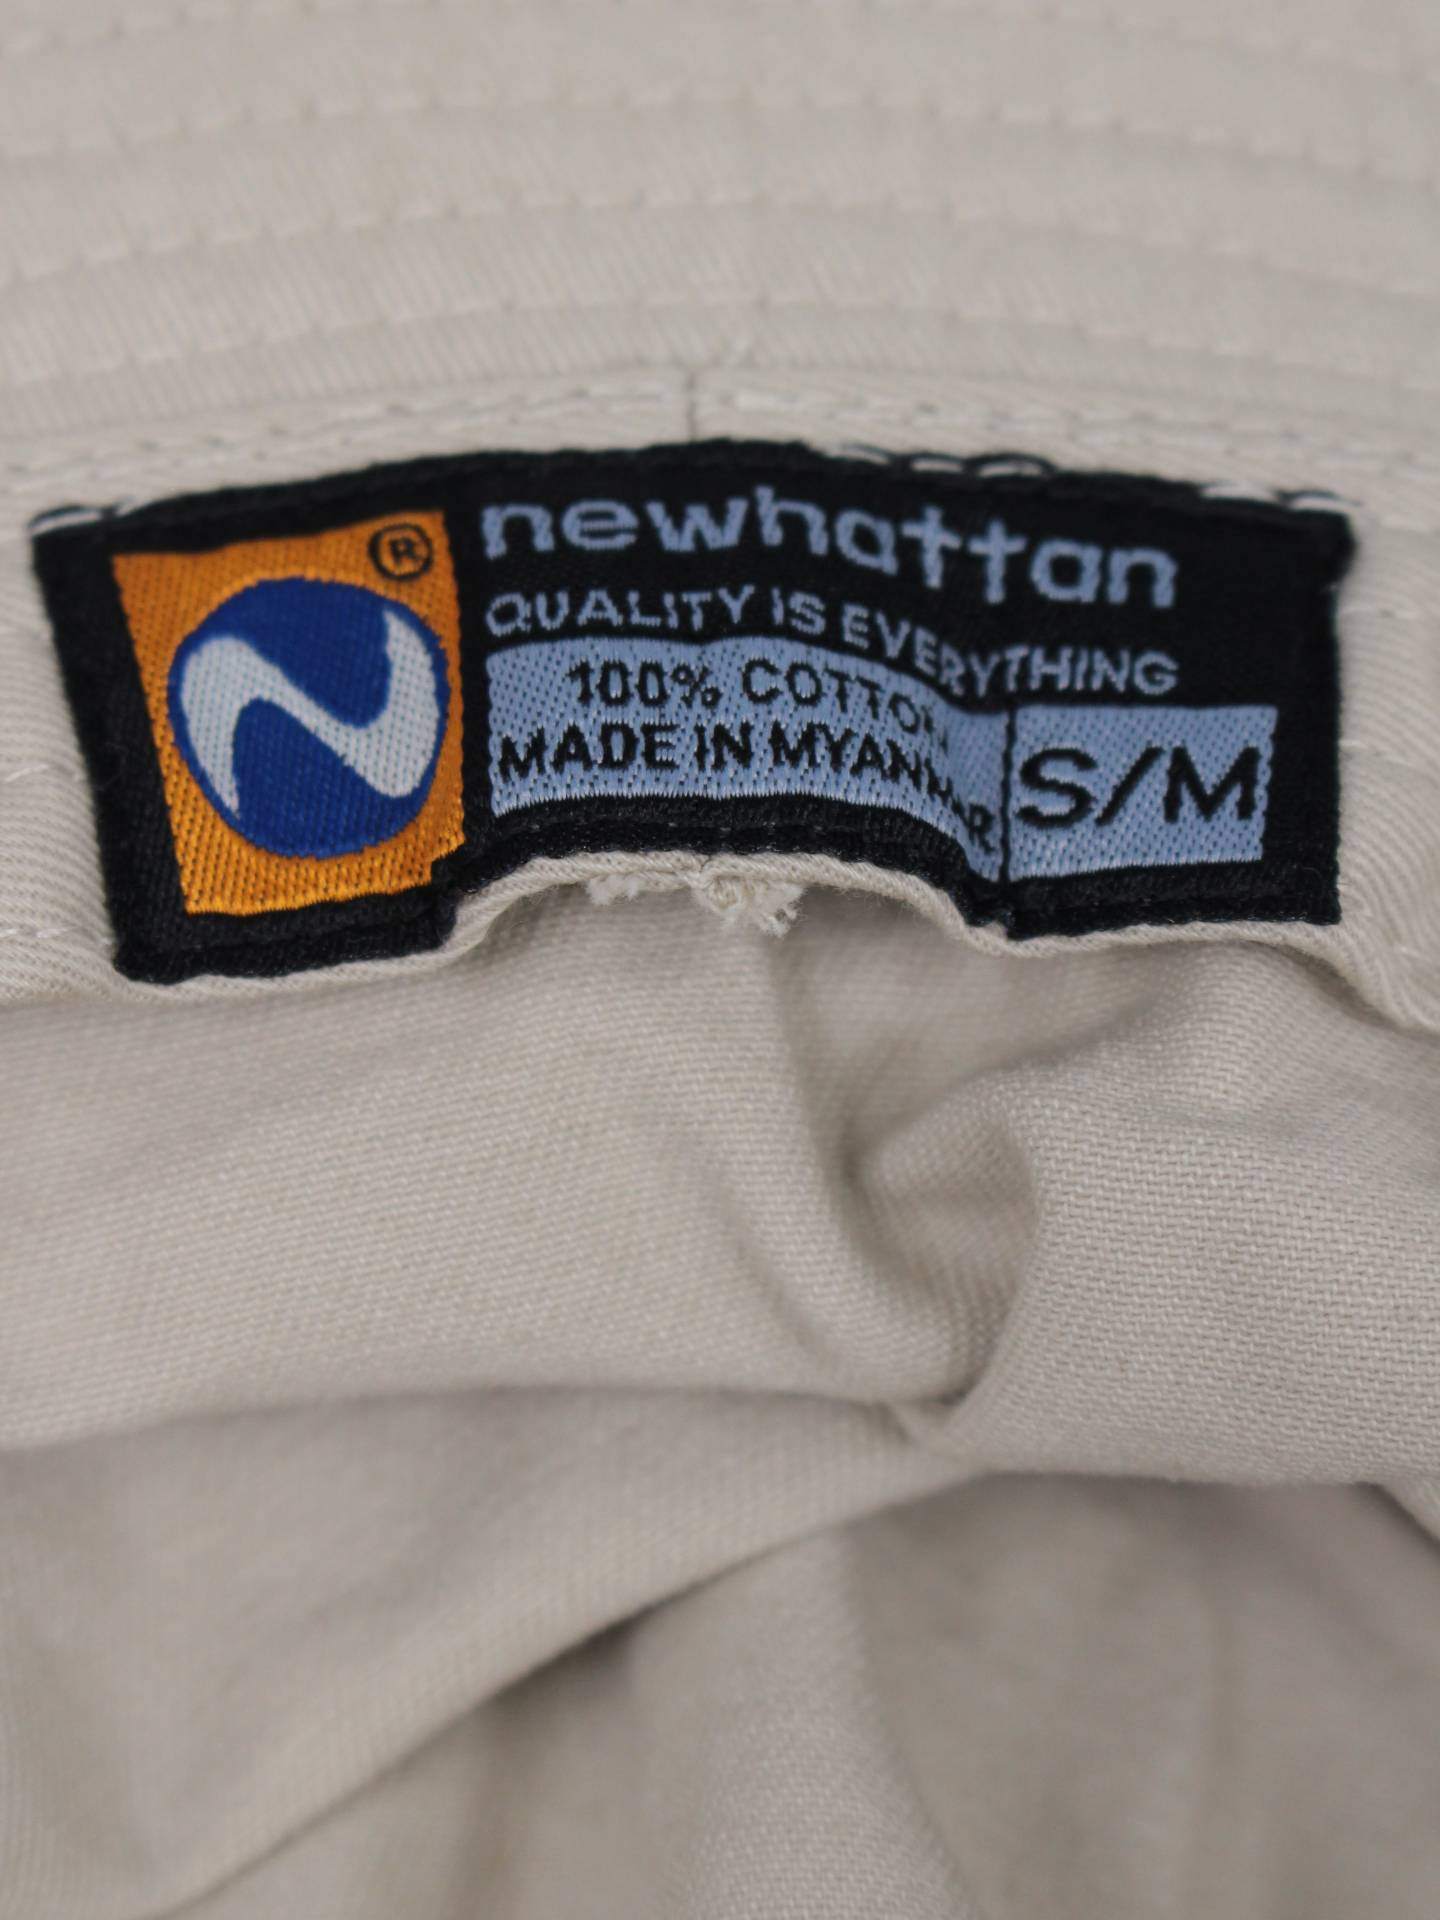 ®
newhattan
QUALITY IS EVERYTHING
100% COTTON
MADE IN MYANMAR
S/M